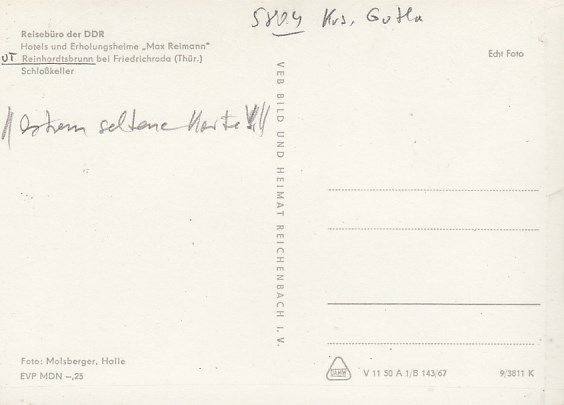 5804 Krs. Gotha
Reisebüro der DDR
Hotels und Erholungsheime „Max Reimann"
OT Reinhardtsbrunn bei Friedrichroda (Thür.)
Schloßkeller
Echt Foto
// Extrem seltene Karte !!!//
VEB BILD UND HEIMAT REICHENBACH I. V.
Foto: Molsberger, Halle
EVP MDN –,25
V 11 50 A 1/B 143/67
9/3811 K